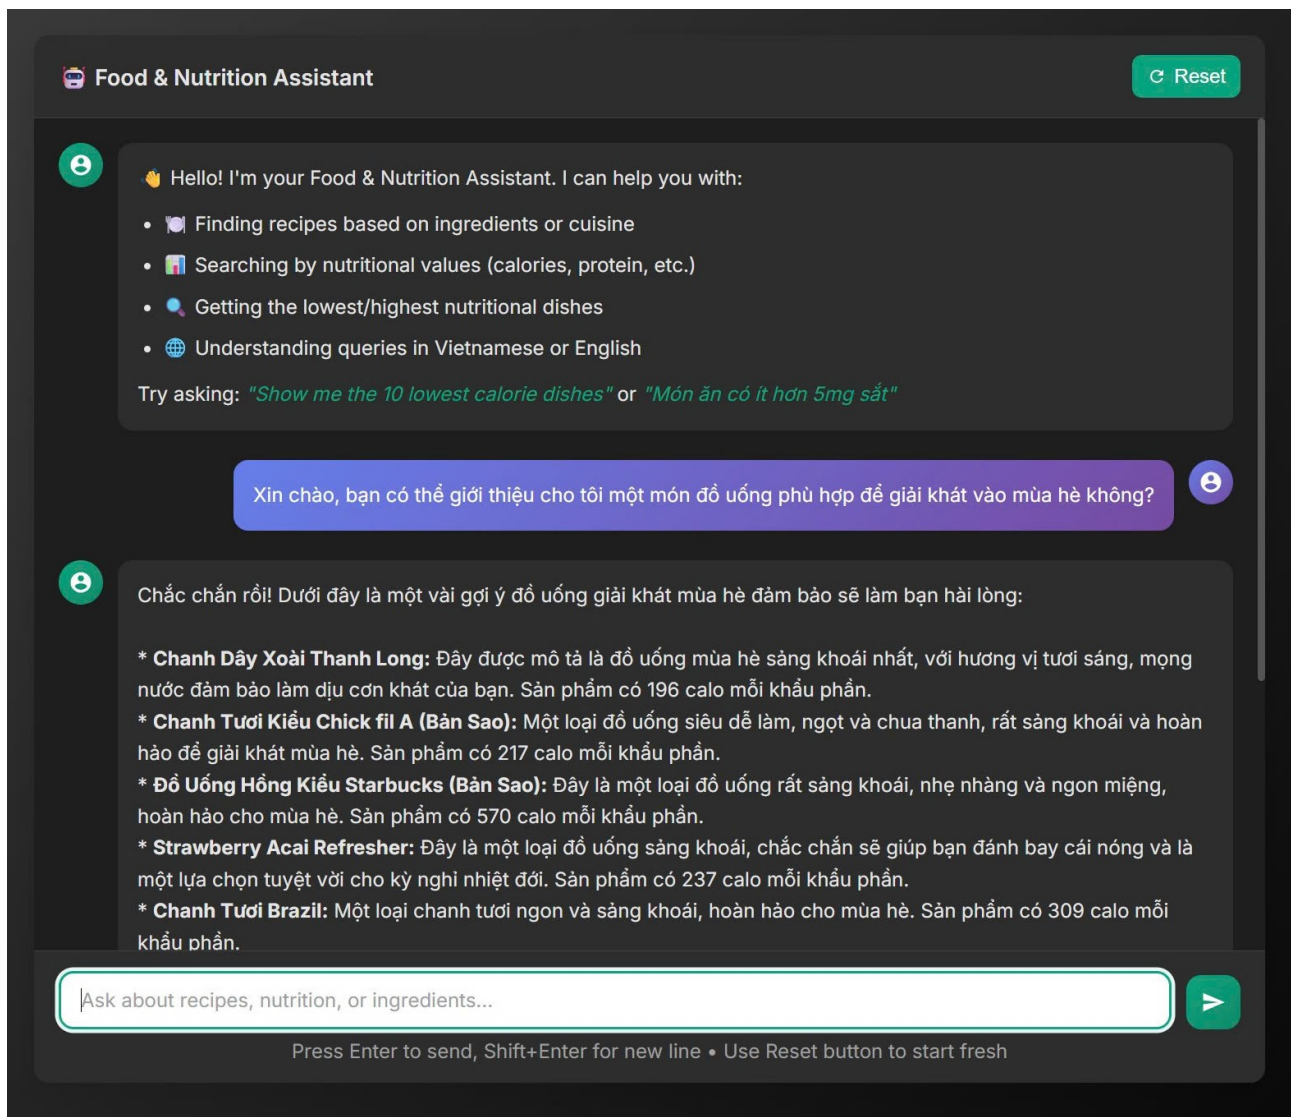 Food & Nutrition Assistant
Reset
👋 Hello! I'm your Food & Nutrition Assistant. I can help you with:
• 🍽️ Finding recipes based on ingredients or cuisine
• 📊 Searching by nutritional values (calories, protein, etc.)
• 🔍 Getting the lowest/highest nutritional dishes
• 🌐 Understanding queries in Vietnamese or English
Try asking: "Show me the 10 lowest calorie dishes" or "Món ăn có ít hơn 5mg sắt"
Xin chào, bạn có thể giới thiệu cho tôi một món đồ uống phù hợp để giải khát vào mùa hè không?
Chắc chắn rồi! Dưới đây là một vài gợi ý đồ uống giải khát mùa hè đảm bảo sẽ làm bạn hài lòng:
* Chanh Dây Xoài Thanh Long: Đây được mô tả là đồ uống mùa hè sảng khoái nhất, với hương vị tươi sáng, mọng
nước đảm bảo làm dịu cơn khát của bạn. Sản phẩm có 196 calo mỗi khẩu phần.
* Chanh Tươi Kiểu Chick fil A (Bản Sao): Một loại đồ uống siêu dễ làm, ngọt và chua thanh, rất sảng khoái và hoàn
hảo để giải khát mùa hè. Sản phẩm có 217 calo mỗi khẩu phần.
* Đồ Uống Hồng Kiểu Starbucks (Bản Sao): Đây là một loại đồ uống rất sảng khoái, nhẹ nhàng và ngon miệng,
hoàn hảo cho mùa hè. Sản phẩm có 570 calo mỗi khẩu phần.
* Strawberry Acai Refresher: Đây là một loại đồ uống sảng khoái, chắc chắn sẽ giúp bạn đánh bay cái nóng và là
một lựa chọn tuyệt vời cho kỳ nghỉ nhiệt đới. Sản phẩm có 237 calo mỗi khẩu phần.
* Chanh Tươi Brazil: Một loại chanh tươi ngon và sảng khoái, hoàn hảo cho mùa hè. Sản phẩm có 309 calo mỗi
khẩu phần.
Ask about recipes, nutrition, or ingredients...
Press Enter to send, Shift+Enter for new line • Use Reset button to start fresh